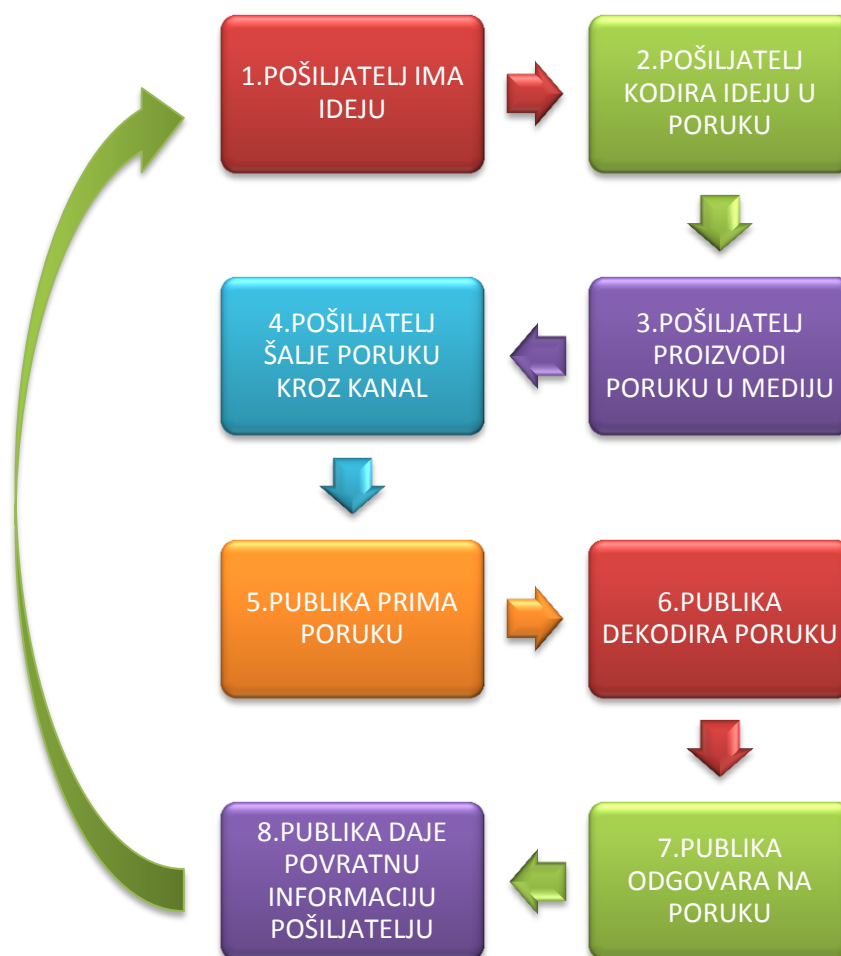 1.POŠILJATELJ IMA
IDEJU
2.POŠILJATELJ
KODIRA IDEJU U
PORUKU
3.POŠILJATELJ
PROIZVODI
PORUKU U MEDIJU
4.POŠILJATELJ
ŠALJE PORUKU
KROZ KANAL
5.PUBLIKA PRIMA
PORUKU
6.PUBLIKA
DEKODIRA PORUKU
7.PUBLIKA
ODGOVARA NA
PORUKU
8.PUBLIKA DAJE
POVRATNU
INFORMACIJU
POŠILJATELJU